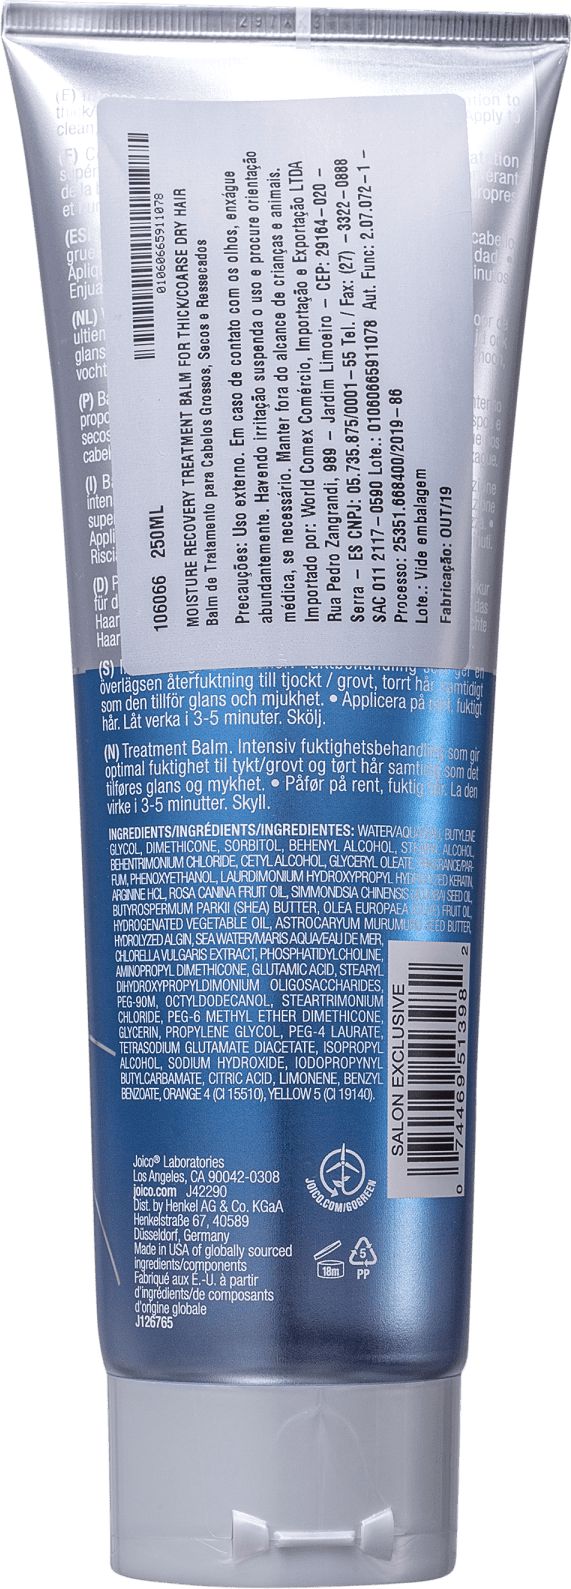 01060665911078
106066 250ML
MOISTURE RECOVERY TREATMENT BALM FOR THICK/COARSE DRY HAIR
Balm de Tratamento para Cabelos Grossos, Secos e Ressecados
Precauções: Uso externo. Em caso de contato com os olhos, enxágue
abundantemente. Havendo irritação suspenda o uso e procure orientação
médica, se necessário. Manter fora do alcance de crianças e animais.
Importado por: World Comex Comércio, Importação e Exportação LTDA
Rua Pedro Zangrandi, 989 – Jardim Limoeiro – CEP: 29164-020 –
Serra – ES CNPJ: 05.735.875/0001-55 Tel. / Fax: (27) -3322-0888
SAC 011 2117-0590 Lote.: 01060665911078 Aut. Func: 2.07.072-1 –
Processo: 25351.668400/2019-86
Lote.: Vide embalagem
Fabricação: OUT/19
(F)
(ES)
(NL)
(P)
(I)
(D)
(S)
överlägsen återfuktning till tjockt / grovt, torrt hår samtidigt
som den tillför glans och mjukhet. • Applicera på rent, fuktigt
hår. Låt verka i 3-5 minuter. Skölj.
(N) Treatment Balm. Intensiv fuktighetsbehandling som gir
optimal fuktighet til tykt/grovt og tørt hår samtidig som det
tilføres glans og mykhet. • Påfør på rent, fuktig hår. La den
virke i 3-5 minutter. Skyll.
INGREDIENTS/INGRÉDIENTS/INGREDIENTES: WATER/AQUA/EAU, BUTYLENE
GLYCOL, DIMETHICONE, SORBITOL, BEHENYL ALCOHOL, STEARYL ALCOHOL,
BEHENTRIMONIUM CHLORIDE, CETYL ALCOHOL, GLYCERYL OLEATE, FRAGRANCE/PAR-
FUM, PHENOXYETHANOL, LAURDIMONIUM HYDROXYPROPYL HYDROLYZED KERATIN,
ARGININE HCL, ROSA CANINA FRUIT OIL, SIMMONDSIA CHINENSIS (JOJOBA) SEED OIL,
BUTYROSPERMUM PARKII (SHEA) BUTTER, OLEA EUROPAEA (OLIVE) FRUIT OIL,
HYDROGENATED VEGETABLE OIL, ASTROCARYUM MURUMURU SEED BUTTER,
HYDROLYZED ALGIN, SEA WATER/MARIS AQUA/EAU DE MER,
CHLORELLA VULGARIS EXTRACT, PHOSPHATIDYLCHOLINE,
AMINOPROPYL DIMETHICONE, GLUTAMIC ACID, STEARYL
DIHYDROXYPROPYLDIMONIUM OLIGOSACCHARIDES,
PEG-90M, OCTYLDODECANOL, STEARTRIMONIUM
CHLORIDE, PEG-6 METHYL ETHER DIMETHICONE,
GLYCERIN, PROPYLENE GLYCOL, PEG-4 LAURATE,
TETRASODIUM GLUTAMATE DIACETATE, ISOPROPYL
ALCOHOL, SODIUM HYDROXIDE, IODOPROPYNYL
BUTYLCARBAMATE, CITRIC ACID, LIMONENE, BENZYL
BENZOATE, ORANGE 4 (CI 15510), YELLOW 5 (CI 19140).
SALON EXCLUSIVE
0 74469 51398 2
Joico® Laboratories
Los Angeles, CA 90042-0308
joico.com J42290
Dist. by Henkel AG & Co. KGaA
Henkelstraße 67, 40589
Düsseldorf, Germany
Made in USA of globally sourced
ingredients/components
Fabriqué aux É.-U. à partir
d'ingrédients/de composants
d'origine globale
J126765
JOICO.COM/GOGREEN
18m
5
PP